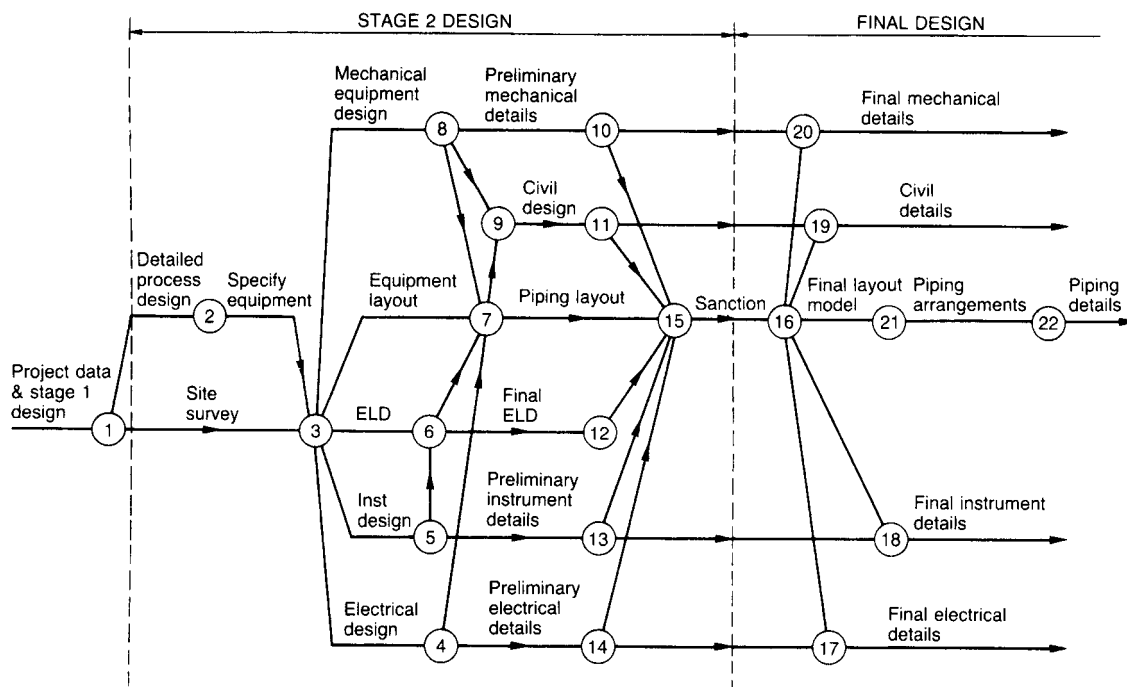 STAGE 2 DESIGN
FINAL DESIGN
Mechanical
equipment
design
Preliminary
mechanical
details
Final mechanical
details
8
10
20
Civil
design
Civil
details
9
11
19
Detailed
process
design
Specify
equipment
Equipment
layout
Piping layout
Sanction
Final layout
model
Piping
arrangements
Piping
details
2
7
15
16
21
22
Project data
& stage 1
design
Site
survey
ELD
Final
ELD
1
3
6
12
Inst
design
Preliminary
instrument
details
Final instrument
details
5
13
18
Electrical
design
Preliminary
electrical
details
Final electrical
details
4
14
17